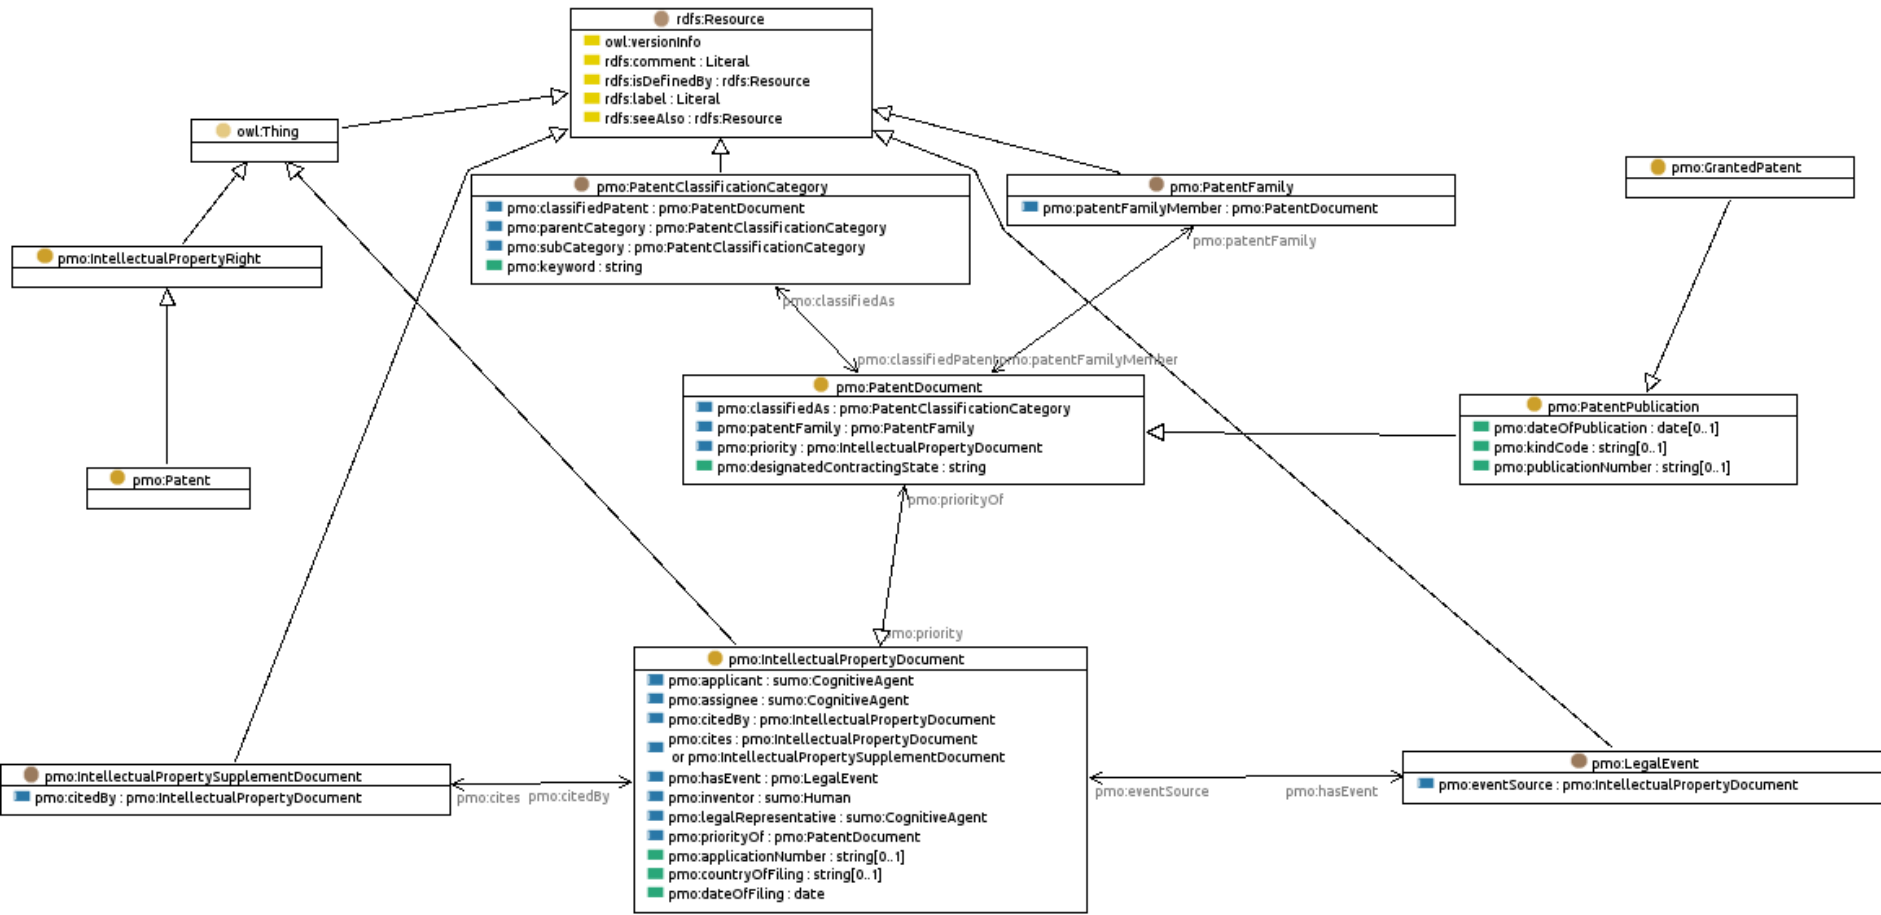 rdfs:Resource
owl:versionInfo
rdfs:comment : Literal
rdfs:isDefinedBy : rdfs:Resource
rdfs:label : Literal
rdfs:seeAlso : rdfs:Resource
owl:Thing
pmo:PatentClassificationCategory
pmo:classifiedPatent : pmo:PatentDocument
pmo:parentCategory : pmo:PatentClassificationCategory
pmo:subCategory : pmo:PatentClassificationCategory
pmo:keyword : string
pmo:PatentFamily
pmo:patentFamilyMember : pmo:PatentDocument
pmo:GrantedPatent
pmo:patentFamily
pmo:IntellectualPropertyRight
pmo:classifiedAs
pmo:classifiedPatent
pmo:patentFamilyMember
pmo:PatentDocument
pmo:classifiedAs : pmo:PatentClassificationCategory
pmo:patentFamily : pmo:PatentFamily
pmo:priority : pmo:IntellectualPropertyDocument
pmo:designatedContractingState : string
pmo:PatentPublication
pmo:dateOfPublication : date[0..1]
pmo:kindCode : string[0..1]
pmo:publicationNumber : string[0..1]
pmo:Patent
pmo:priorityOf
pmo:priority
pmo:IntellectualPropertyDocument
pmo:applicant : sumo:CognitiveAgent
pmo:assignee : sumo:CognitiveAgent
pmo:citedBy : pmo:IntellectualPropertyDocument
pmo:cites : pmo:IntellectualPropertyDocument
or pmo:IntellectualPropertySupplementDocument
pmo:hasEvent : pmo:LegalEvent
pmo:inventor : sumo:Human
pmo:legalRepresentative : sumo:CognitiveAgent
pmo:priorityOf : pmo:PatentDocument
pmo:applicationNumber : string[0..1]
pmo:countryOfFiling : string[0..1]
pmo:dateOfFiling : date
pmo:IntellectualPropertySupplementDocument
pmo:citedBy : pmo:IntellectualPropertyDocument
pmo:cites
pmo:citedBy
pmo:eventSource
pmo:hasEvent
pmo:LegalEvent
pmo:eventSource : pmo:IntellectualPropertyDocument